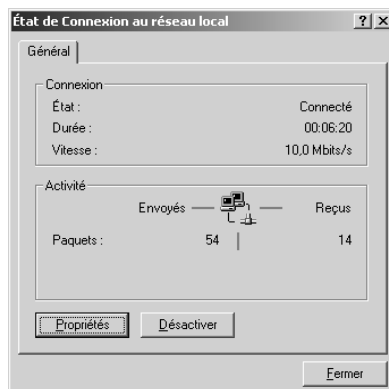 État de Connexion au réseau local
Général
Connexion
État : Connecté
Durée : 00:06:20
Vitesse : 10,0 Mbits/s
Activité
Envoyés Reçus
Paquets : 54 14
Propriétés Désactiver
Fermer